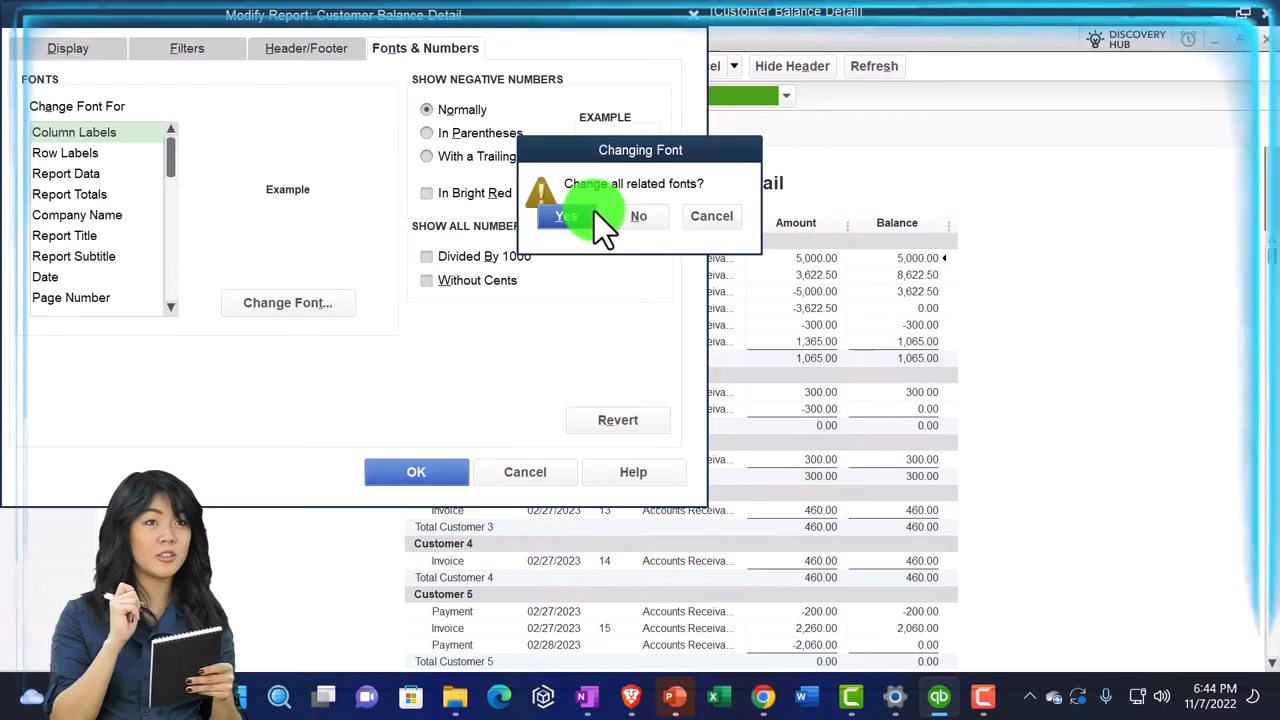 Modify Report: Customer Balance Detail
[Customer Balance Detail]
DISCOVERY
HUB
Display
Filters
Header/Footer
Fonts & Numbers
Hide Header
Refresh
FONTS
Change Font For
Column Labels
Row Labels
Report Data
Report Totals
Company Name
Report Title
Report Subtitle
Date
Page Number
Example
Change Font...
SHOW NEGATIVE NUMBERS
Normally
In Parentheses
With a Trailing
In Bright Red
EXAMPLE
Divided By 1000
Without Cents
Changing Font
Change all related fonts?
Yes
No
Cancel
Revert
OK
Cancel
Help
Amount Balance
5,000.00 5,000.00
3,622.50 8,622.50
-5,000.00 3,622.50
-3,622.50 0.00
-300.00 -300.00
1,365.00 1,065.00
1,065.00 1,065.00
300.00 300.00
-300.00 0.00
0.00 0.00
300.00 300.00
300.00 300.00
Invoice 02/27/2023 13 Accounts Receiva... 460.00 460.00
Total Customer 3 460.00 460.00
Customer 4
Invoice 02/27/2023 14 Accounts Receiva... 460.00 460.00
Total Customer 4 460.00 460.00
Customer 5
Payment 02/27/2023 Accounts Receiva... -200.00 -200.00
Invoice 02/27/2023 15 Accounts Receiva... 2,260.00 2,060.00
Payment 02/28/2023 Accounts Receiva... -2,060.00 0.00
Total Customer 5 0.00 0.00
6:44 PM
11/7/2022